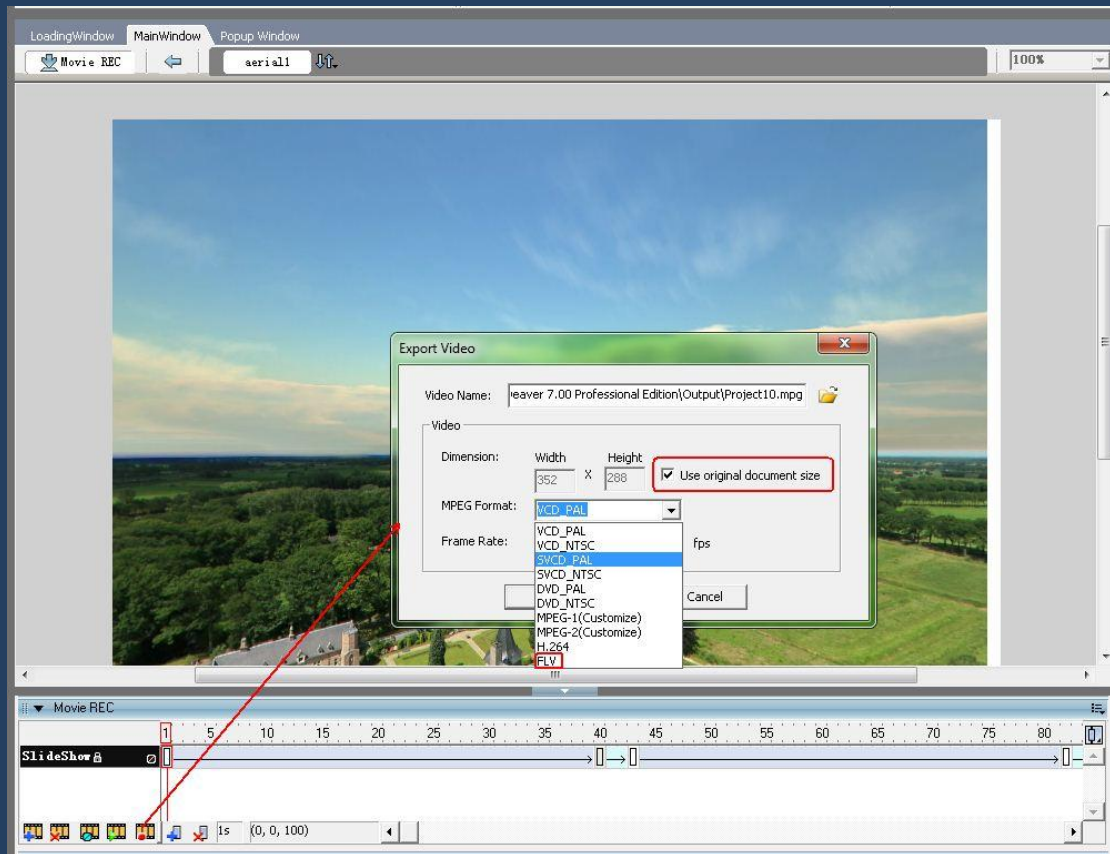 LoadingWindow MainWindow Popup Window
Movie REC aerial1 100%
Export Video
Video Name: eaver 7.00 Professional Edition\Output\Project10.mpg
Video
Dimension: Width Height
352 X 288 Use original document size
MPEG Format: VCD_PAL
VCD_PAL
VCD_NTSC
Frame Rate: fps
SVCD_PAL
SVCD_NTSC
DVD_PAL
Cancel
DVD_NTSC
MPEG-1(Customize)
MPEG-2(Customize)
H.264
FLV
Movie REC
1 5 10 15 20 25 30 35 40 45 50 55 60 65 70 75 80
SlideShow
1s (0, 0, 100)